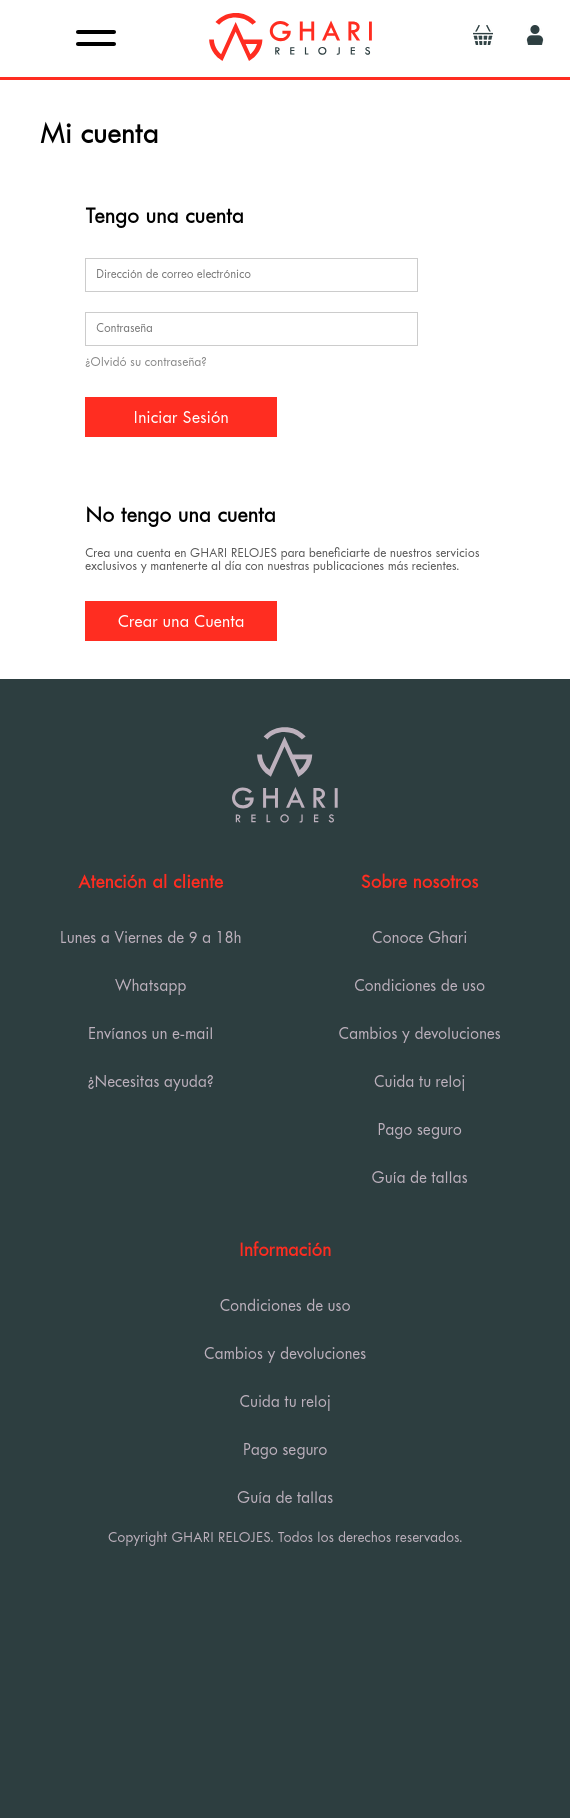 GHARI
RELOJES
Mi cuenta
Tengo una cuenta
Dirección de correo electrónico
Contraseña
¿Olvidó su contraseña?
Iniciar Sesión
No tengo una cuenta
Crea una cuenta en GHARI RELOJES para beneficiarte de nuestros servicios
exclusivos y mantenerte al día con nuestras publicaciones más recientes.
Crear una Cuenta
GHARI
RELOJES
Atención al cliente
Lunes a Viernes de 9 a 18h
Whatsapp
Envíanos un e-mail
¿Necesitas ayuda?
Sobre nosotros
Conoce Ghari
Condiciones de uso
Cambios y devoluciones
Cuida tu reloj
Pago seguro
Guía de tallas
Información
Condiciones de uso
Cambios y devoluciones
Cuida tu reloj
Pago seguro
Guía de tallas
Copyright GHARI RELOJES. Todos los derechos reservados.